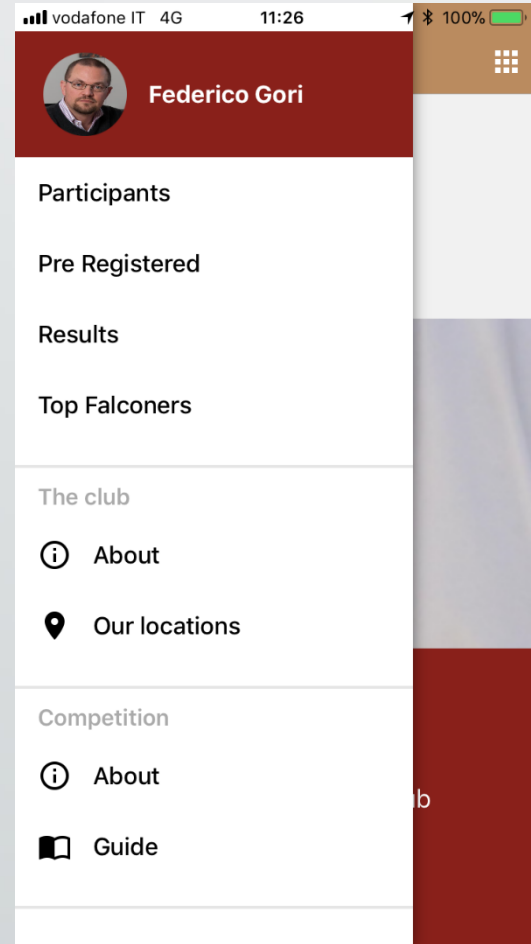 vodafone IT 4G 11:26 100%
Federico Gori
Participants
Pre Registered
Results
Top Falconers
The club
About
Our locations
Competition
About
ub
Guide